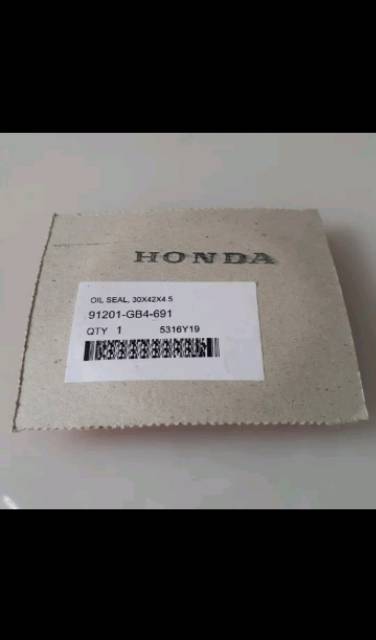 HONDA
OIL SEAL, 30X42X4.5
91201-GB4-691
QTY 1 5316Y19